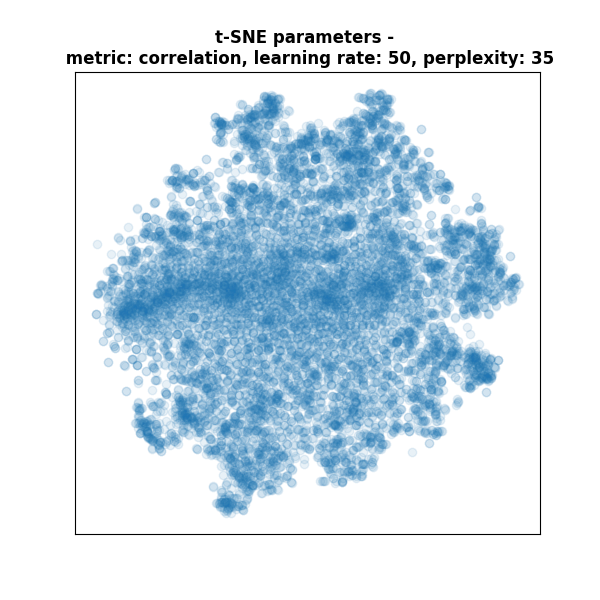 t-SNE parameters -
metric: correlation, learning rate: 50, perplexity: 35